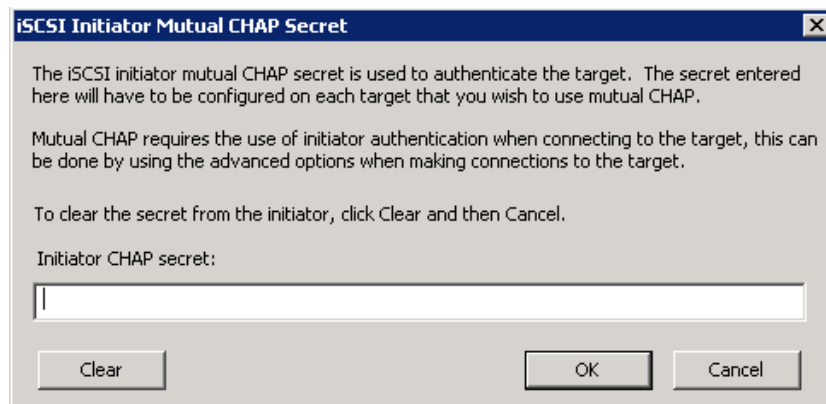 iSCSI Initiator Mutual CHAP Secret
The iSCSI initiator mutual CHAP secret is used to authenticate the target.  The secret entered
here will have to be configured on each target that you wish to use mutual CHAP.
Mutual CHAP requires the use of initiator authentication when connecting to the target, this can
be done by using the advanced options when making connections to the target.
To clear the secret from the initiator, click Clear and then Cancel.
Initiator CHAP secret:
Clear OK Cancel